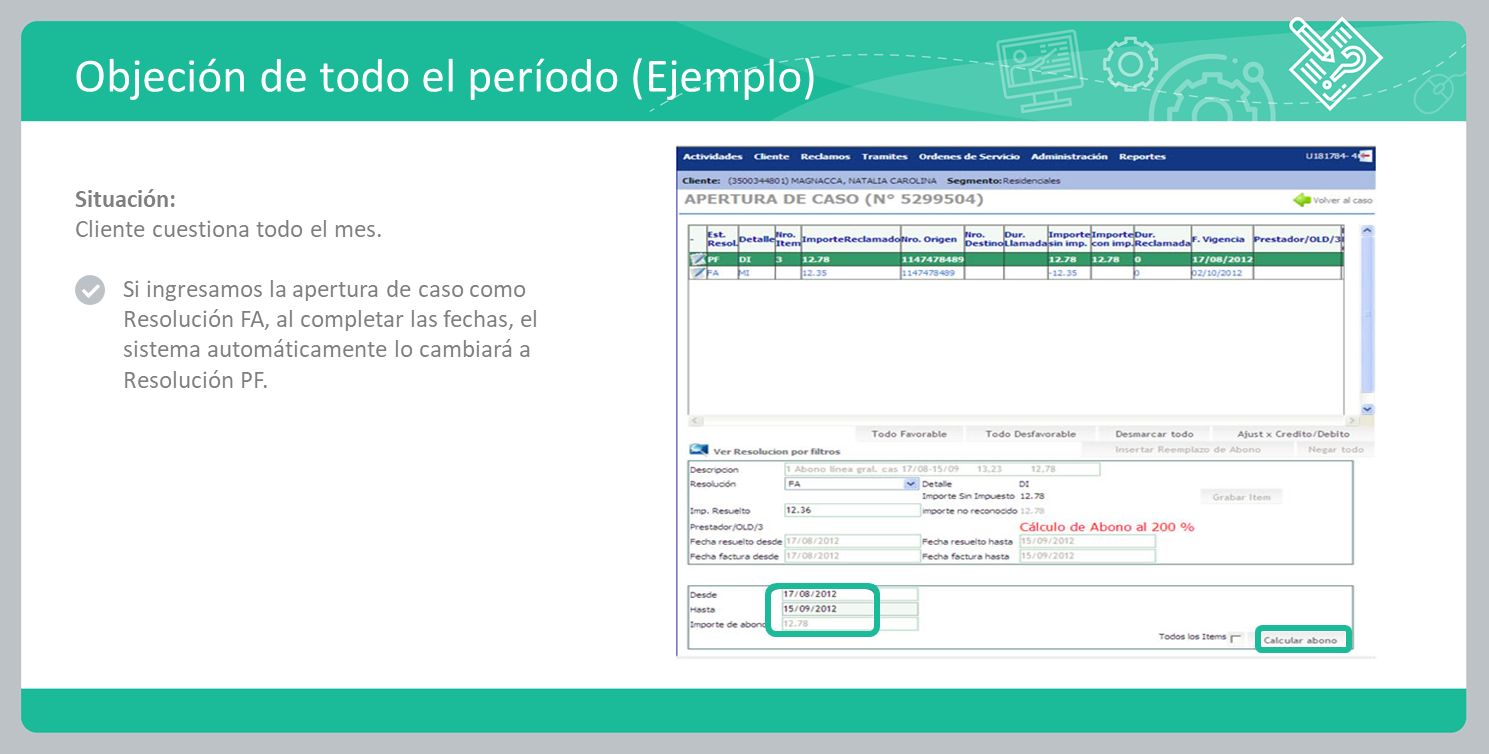 Objeción de todo el período (Ejemplo)
Situación:
Cliente cuestiona todo el mes.
Si ingresamos la apertura de caso como
Resolución FA, al completar las fechas, el
sistema automáticamente lo cambiará a
Resolución PF.
Actividades Cliente Reclamos Tramites Ordenes de Servicio Administración Reportes U181784-
Cliente: (3500344801) MAGNACCA, NATALIA CAROLINA Segmento: Residenciales
APERTURA DE CASO (N° 5299504)
Volver al caso
- Est. Resol. Detalle Nro. Item ImporteReclamado Nro. Origen Nro. Destino Dur. Llamada Importe sin imp. Importe con imp. Dur. Reclamada F. Vigencia Prestador/OLD/3
PF DI 3 12.78 1147478489 12.78 12.78 0 17/08/2012
FA MI 12.35 1147478489 -12.35 0 02/10/2012
Todo Favorable Todo Desfavorable Desmarcar todo Ajust x Credito/Debito
Ver Resolucion por filtros Insertar Reemplazo de Abono Negar todo
Descripcion 1 Abono linea gral. cas 17/08-15/09 13,23 12,78
Resolución FA Detalle DI
Importe Sin Impuesto 12.78 Grabar Item
Imp. Resuelto 12.36 importe no reconocido 12.78
Prestador/OLD/3 Cálculo de Abono al 200 %
Fecha resuelto desde 17/08/2012 Fecha resuelto hasta 15/09/2012
Fecha factura desde 17/08/2012 Fecha factura hasta 15/09/2012
Desde 17/08/2012
Hasta 15/09/2012
Importe de abono 12.78
Todos los Items Calcular abono